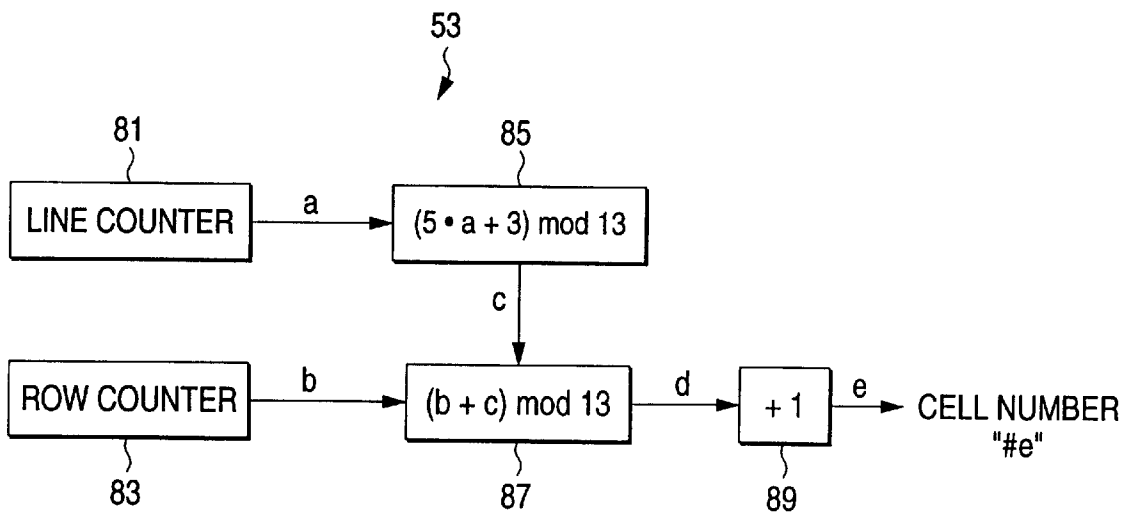 53
81
85
LINE COUNTER
a
(5 • a + 3) mod 13
c
ROW COUNTER
b
(b + c) mod 13
d
+ 1
e
CELL NUMBER
"#e"
83
87
89